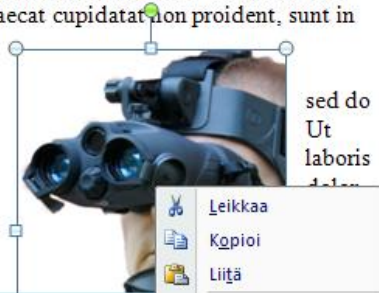 aecat cupidatat non proident, sunt in
sed do
Ut
laboris
Leikkaa
Kopioi
Liitä